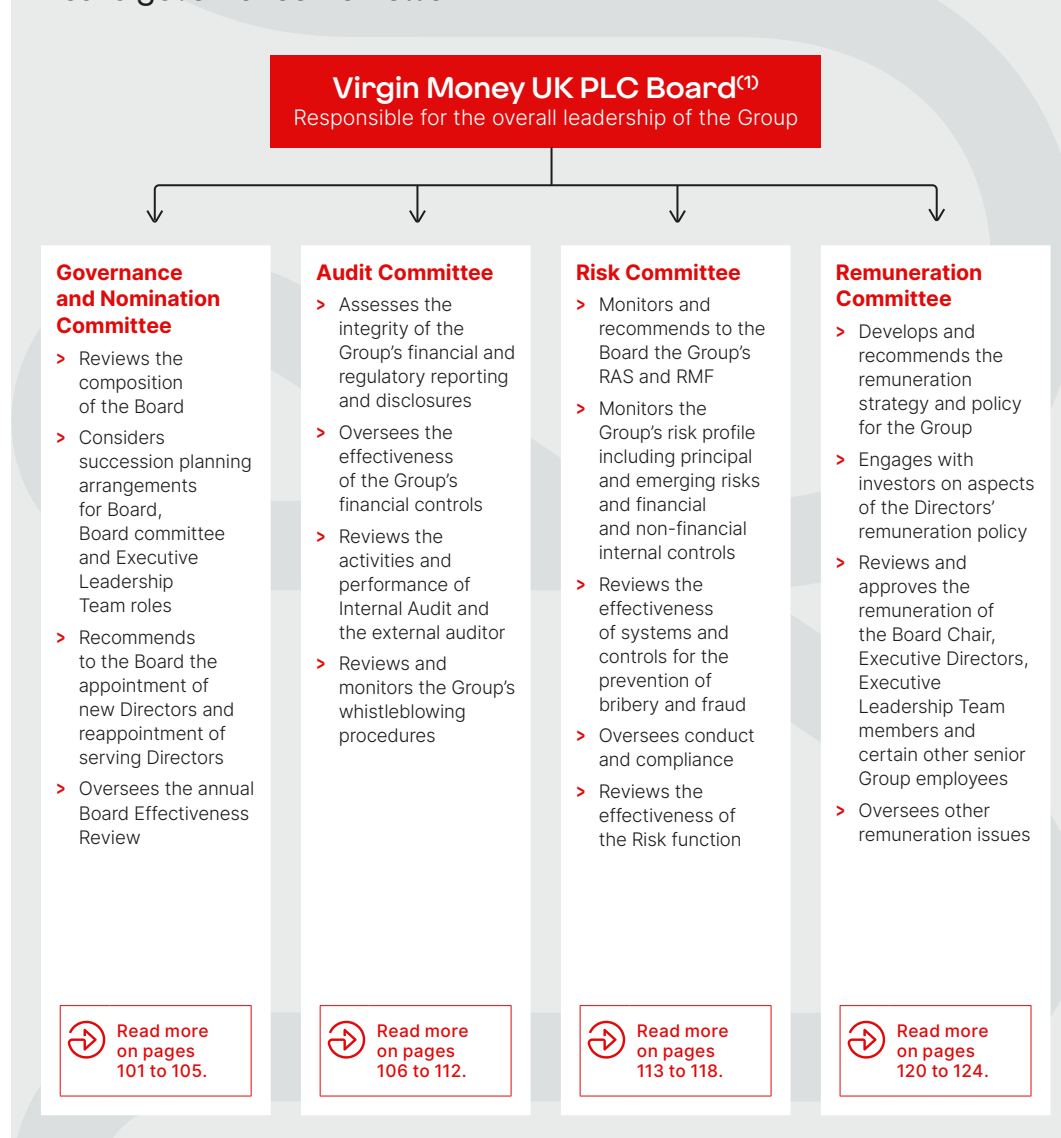 Virgin Money UK PLC Board(1)
Responsible for the overall leadership of the Group
Governance
and Nomination
Committee
> Reviews the
composition
of the Board
> Considers
succession planning
arrangements
for Board,
Board committee
and Executive
Leadership
Team roles
> Recommends
to the Board the
appointment of
new Directors and
reappointment of
serving Directors
> Oversees the annual
Board Effectiveness
Review
Read more
on pages
101 to 105.
Audit Committee
> Assesses the
integrity of the
Group's financial and
regulatory reporting
and disclosures
> Oversees the
effectiveness
of the Group's
financial controls
> Reviews the
activities and
performance of
Internal Audit and
the external auditor
> Reviews and
monitors the Group's
whistleblowing
procedures
Read more
on pages
106 to 112.
Risk Committee
> Monitors and
recommends to the
Board the Group's
RAS and RMF
> Monitors the
Group's risk profile
including principal
and emerging risks
and financial
and non-financial
internal controls
> Reviews the
effectiveness
of systems and
controls for the
prevention of
bribery and fraud
> Oversees conduct
and compliance
> Reviews the
effectiveness of
the Risk function
Read more
on pages
113 to 118.
Remuneration
Committee
> Develops and
recommends the
remuneration
strategy and policy
for the Group
> Engages with
investors on aspects
of the Directors'
remuneration policy
> Reviews and
approves the
remuneration of
the Board Chair,
Executive Directors,
Executive
Leadership Team
members and
certain other senior
Group employees
> Oversees other
remuneration issues
Read more
on pages
120 to 124.